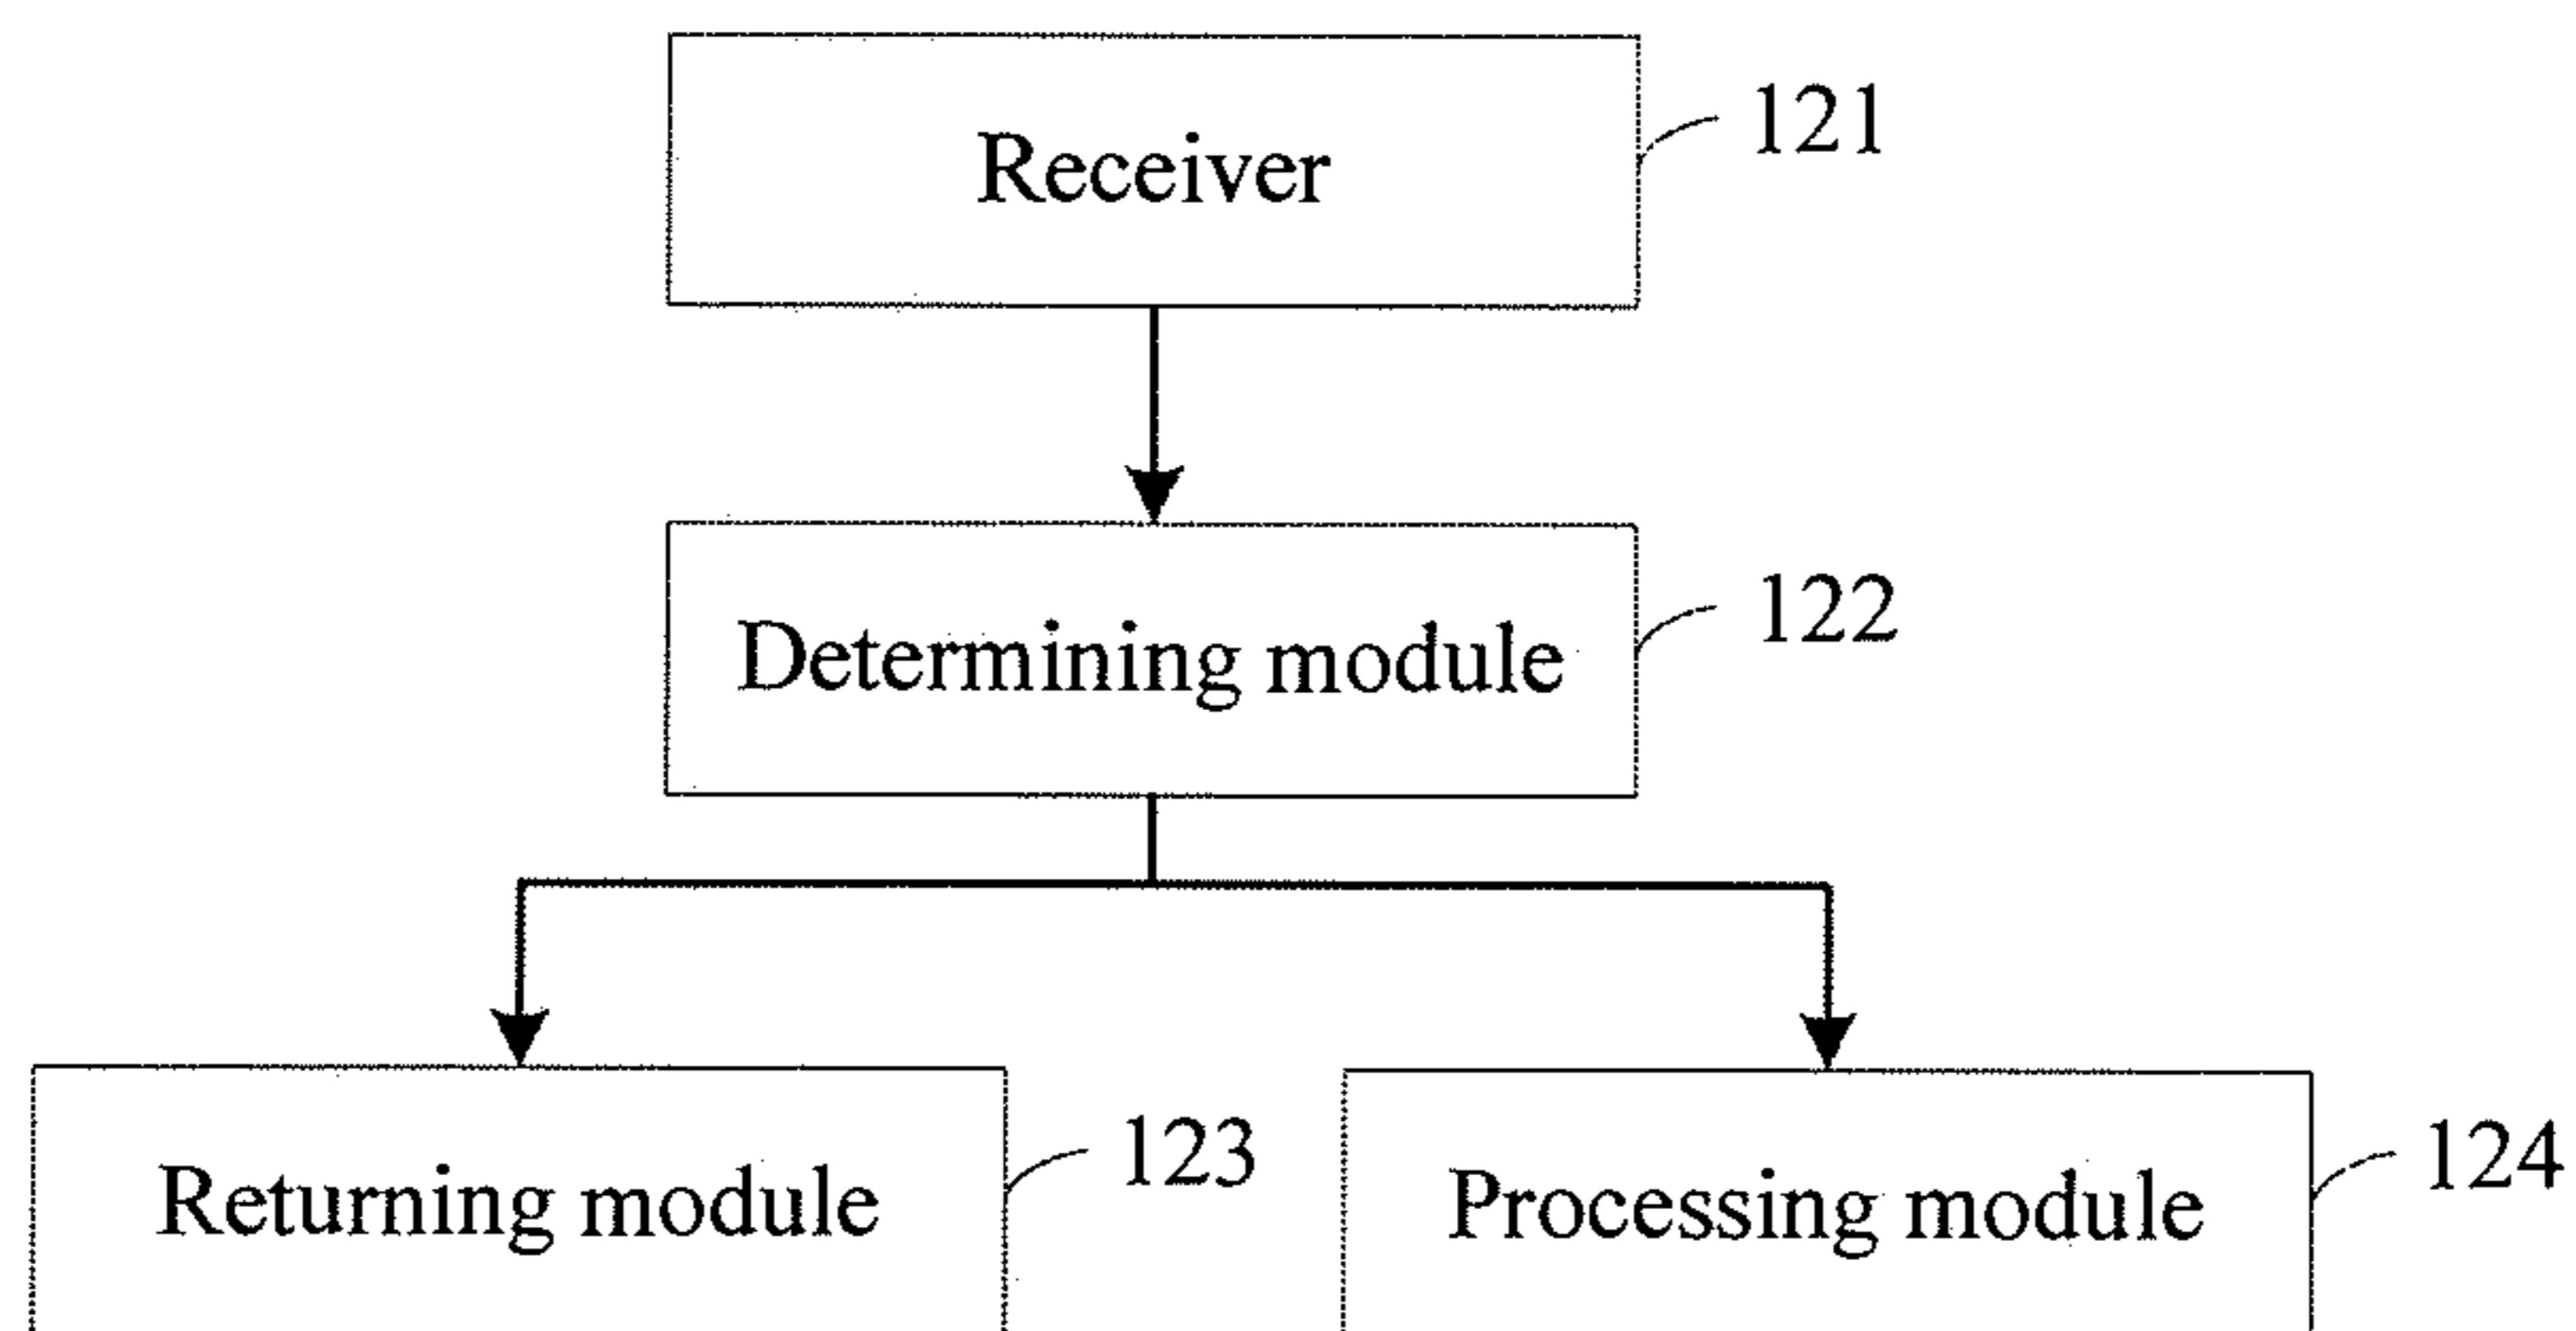 Receiver
121
Determining module
122
Returning module
123
Processing module
124